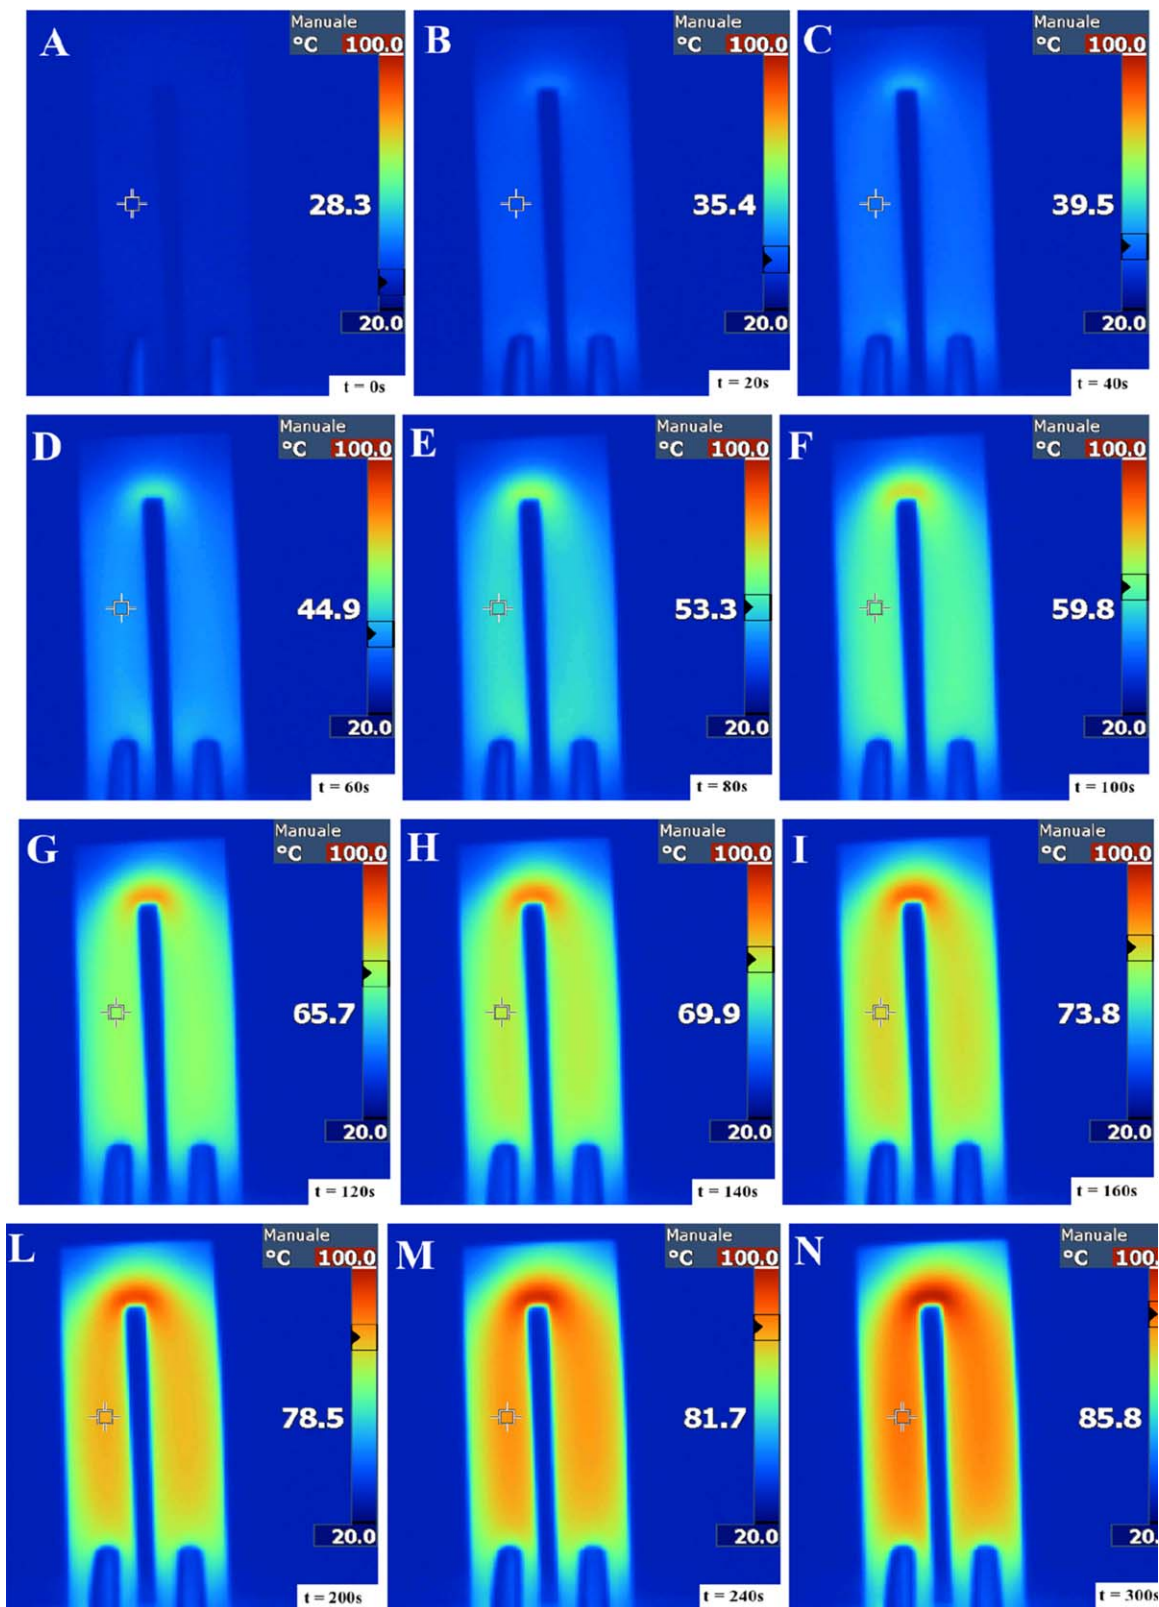 A
Manuale
°C 100.0
28.3
20.0
t = 0s
B
Manuale
°C 100.0
35.4
20.0
t = 20s
C
Manuale
°C 100.0
39.5
20.0
t = 40s
D
Manuale
°C 100.0
44.9
20.0
t = 60s
E
Manuale
°C 100.0
53.3
20.0
t = 80s
F
Manuale
°C 100.0
59.8
20.0
t = 100s
G
Manuale
°C 100.0
65.7
20.0
t = 120s
H
Manuale
°C 100.0
69.9
20.0
t = 140s
I
Manuale
°C 100.0
73.8
20.0
t = 160s
L
Manuale
°C 100.0
78.5
20.0
t = 200s
M
Manuale
°C 100.0
81.7
20.0
t = 240s
N
Manuale
°C 100.
85.8
20.0
t = 300s